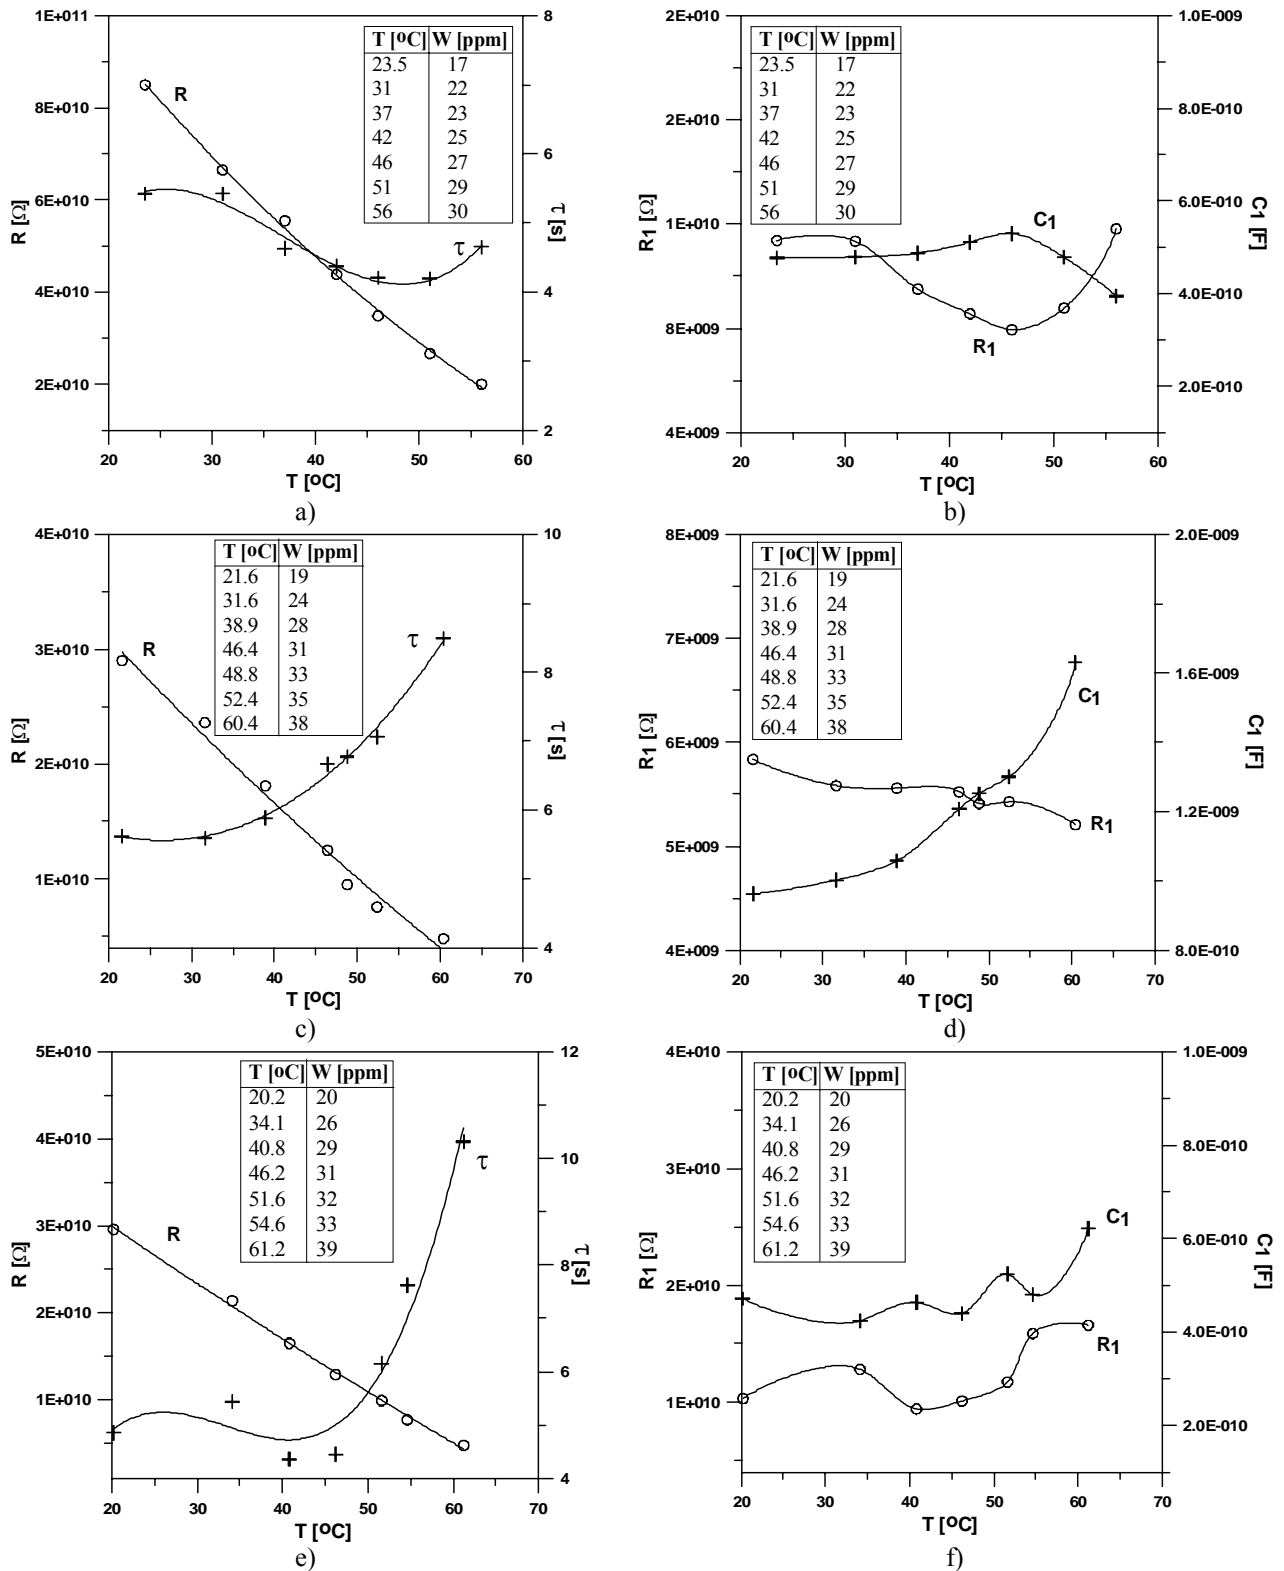 1E+011
8E+010
6E+010
4E+010
2E+010
R [Ω]
8
6
4
2
τ [s]
20 30 40 50 60
T [ºC]
R
τ
T [ºC] W [ppm]
23.5 17
31 22
37 23
42 25
46 27
51 29
56 30
a)
2E+010
2E+010
1E+010
8E+009
4E+009
R1 [Ω]
1.0E-009
8.0E-010
6.0E-010
4.0E-010
2.0E-010
C1 [F]
20 30 40 50 60
T [ºC]
C1
R1
T [ºC] W [ppm]
23.5 17
31 22
37 23
42 25
46 27
51 29
56 30
b)
4E+010
3E+010
2E+010
1E+010
R [Ω]
10
8
6
4
τ [s]
20 30 40 50 60 70
T [ºC]
R
τ
T [ºC] W [ppm]
21.6 19
31.6 24
38.9 28
46.4 31
48.8 33
52.4 35
60.4 38
c)
8E+009
7E+009
6E+009
5E+009
4E+009
R1 [Ω]
2.0E-009
1.6E-009
1.2E-009
8.0E-010
C1 [F]
20 30 40 50 60 70
T [ºC]
C1
R1
T [ºC] W [ppm]
21.6 19
31.6 24
38.9 28
46.4 31
48.8 33
52.4 35
60.4 38
d)
5E+010
4E+010
3E+010
2E+010
1E+010
R [Ω]
12
10
8
6
4
τ [s]
20 30 40 50 60 70
T [ºC]
R
τ
T [ºC] W [ppm]
20.2 20
34.1 26
40.8 29
46.2 31
51.6 32
54.6 33
61.2 39
e)
4E+010
3E+010
2E+010
1E+010
R1 [Ω]
1.0E-009
8.0E-010
6.0E-010
4.0E-010
2.0E-010
C1 [F]
20 30 40 50 60 70
T [ºC]
C1
R1
T [ºC] W [ppm]
20.2 20
34.1 26
40.8 29
46.2 31
51.6 32
54.6 33
61.2 39
f)